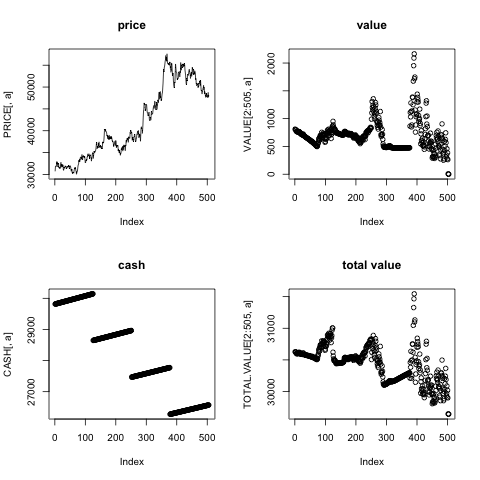 price
PRICE[, a]
30000 40000 50000
0 100 200 300 400 500
Index
value
VALUE[2:505, a]
0 500 1000 2000
0 100 200 300 400 500
Index
cash
CASH[, a]
27000 29000
0 100 200 300 400 500
Index
total value
TOTAL.VALUE[2:505, a]
30000 31000
0 100 200 300 400 500
Index